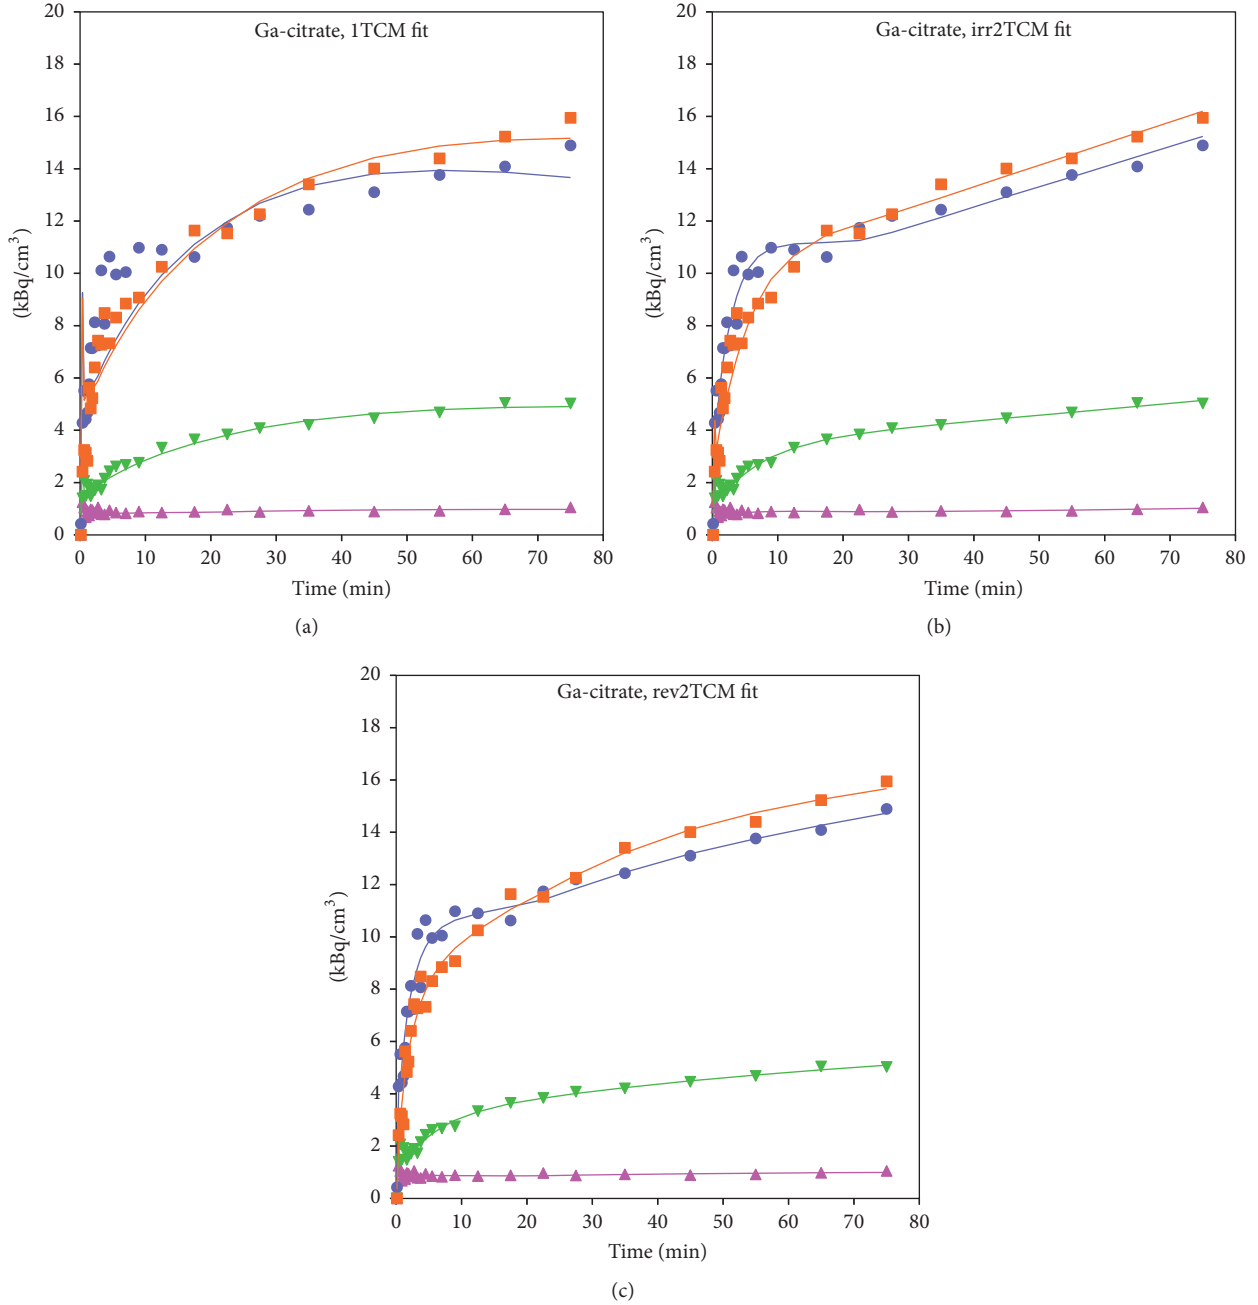 Ga-citrate, 1TCM fit
20
18
16
14
12
10
8
6
4
2
0
(kBq/cm³)
0 10 20 30 40 50 60 70 80
Time (min)
(a)
Ga-citrate, irr2TCM fit
20
18
16
14
12
10
8
6
4
2
0
(kBq/cm³)
0 10 20 30 40 50 60 70 80
Time (min)
(b)
Ga-citrate, rev2TCM fit
20
18
16
14
12
10
8
6
4
2
0
(kBq/cm³)
0 10 20 30 40 50 60 70 80
Time (min)
(c)